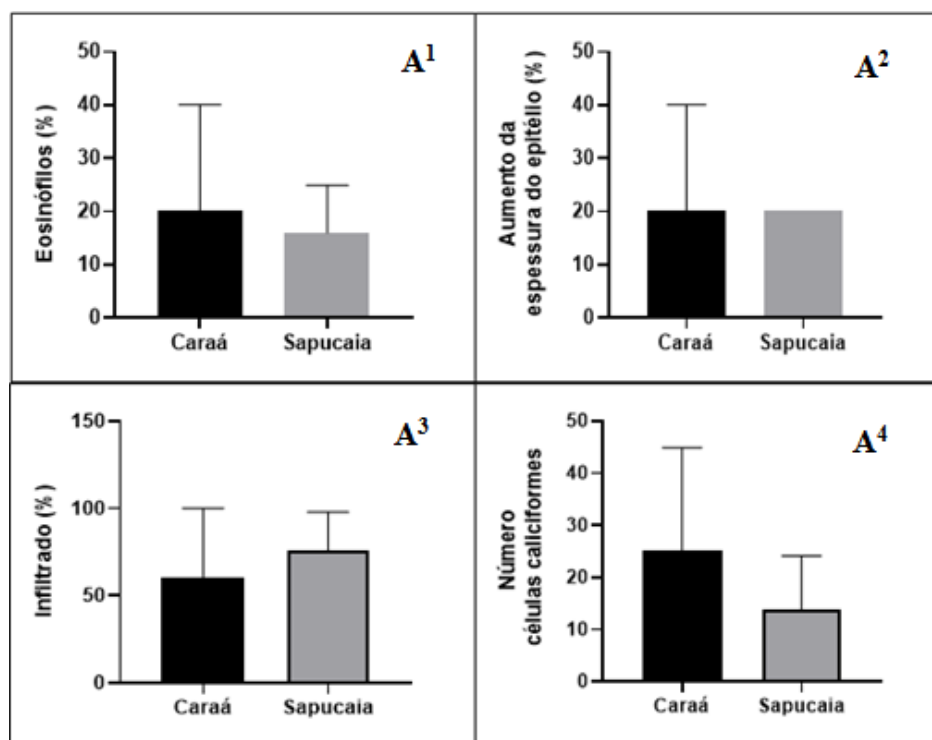 A¹
Eosinófilos (%)
50
40
30
20
10
0
Caraá
Sapucaia
A²
Aumento da
espessura do epitélio (%)
50
40
30
20
10
0
Caraá
Sapucaia
A³
Infiltrado (%)
150
100
50
0
Caraá
Sapucaia
A⁴
Número
células caliciformes
50
40
30
20
10
0
Caraá
Sapucaia